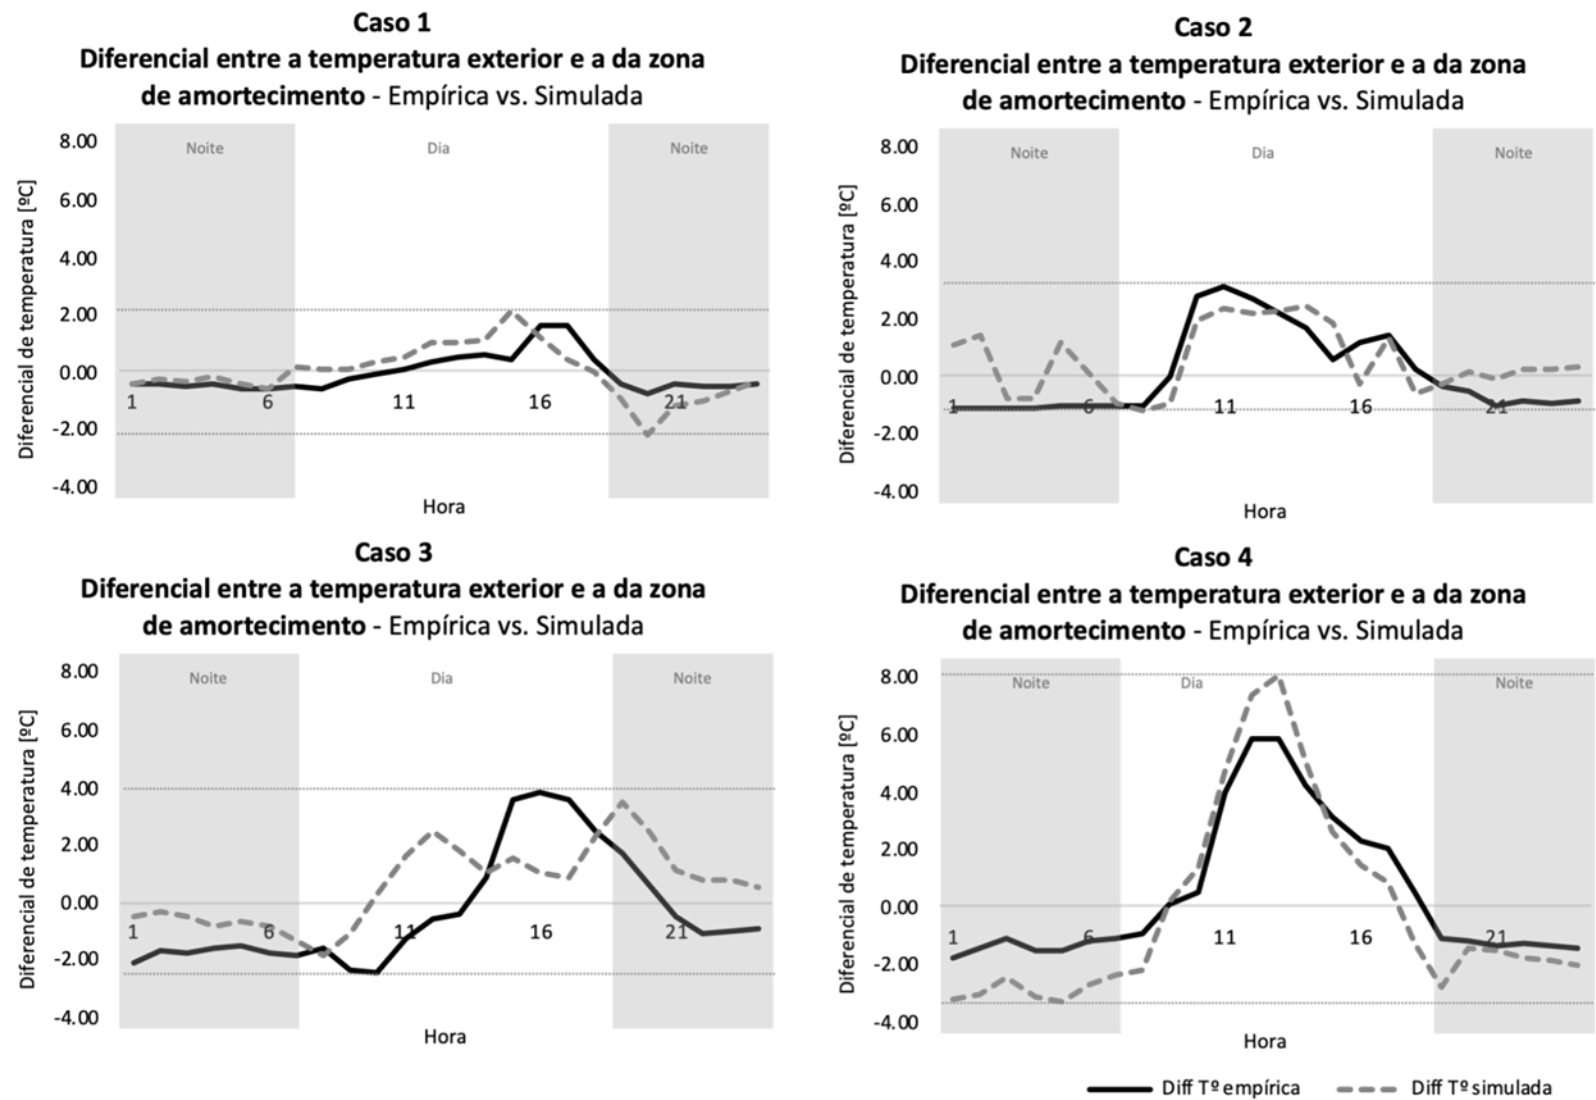 Caso 1
Diferencial entre a temperatura exterior e a da zona
de amortecimento - Empírica vs. Simulada
Diferencial de temperatura [ºC]
8.00
6.00
4.00
2.00
0.00
-2.00
-4.00
Noite
Dia
Noite
1
6
11
16
21
Hora
Caso 2
Diferencial entre a temperatura exterior e a da zona
de amortecimento - Empírica vs. Simulada
Diferencial de temperatura [ºC]
8.00
6.00
4.00
2.00
0.00
-2.00
-4.00
Noite
Dia
Noite
1
6
11
16
21
Hora
Caso 3
Diferencial entre a temperatura exterior e a da zona
de amortecimento - Empírica vs. Simulada
Diferencial de temperatura [ºC]
8.00
6.00
4.00
2.00
0.00
-2.00
-4.00
Noite
Dia
Noite
1
6
11
16
21
Hora
Caso 4
Diferencial entre a temperatura exterior e a da zona
de amortecimento - Empírica vs. Simulada
Diferencial de temperatura [ºC]
8.00
6.00
4.00
2.00
0.00
-2.00
-4.00
Noite
Dia
Noite
1
6
11
16
21
Hora
Diff Tº empírica
Diff Tº simulada